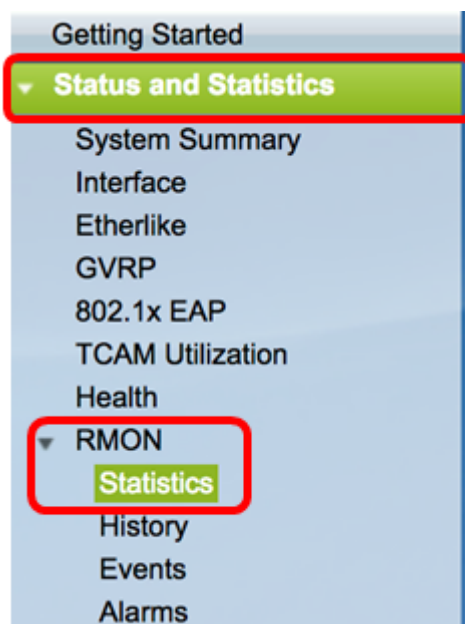 Getting Started
Status and Statistics
System Summary
Interface
Etherlike
GVRP
802.1x EAP
TCAM Utilization
Health
RMON
Statistics
History
Events
Alarms